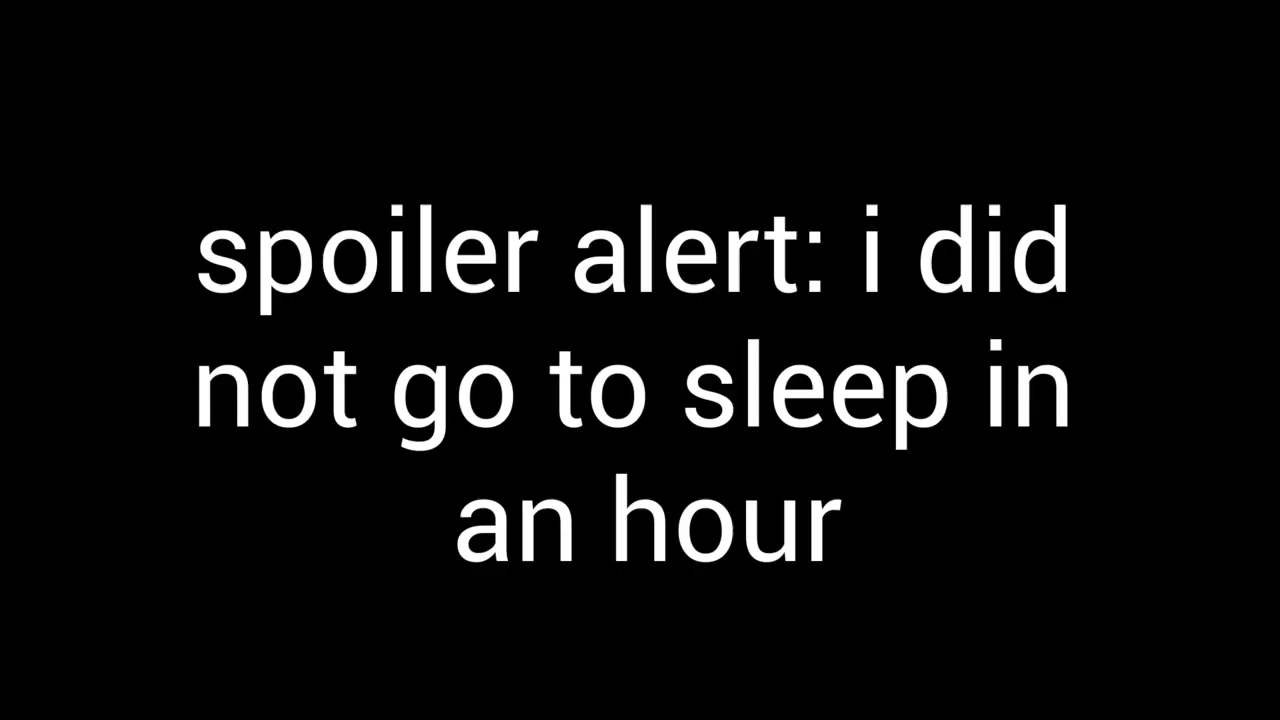 spoiler alert: i did
not go to sleep in
an hour